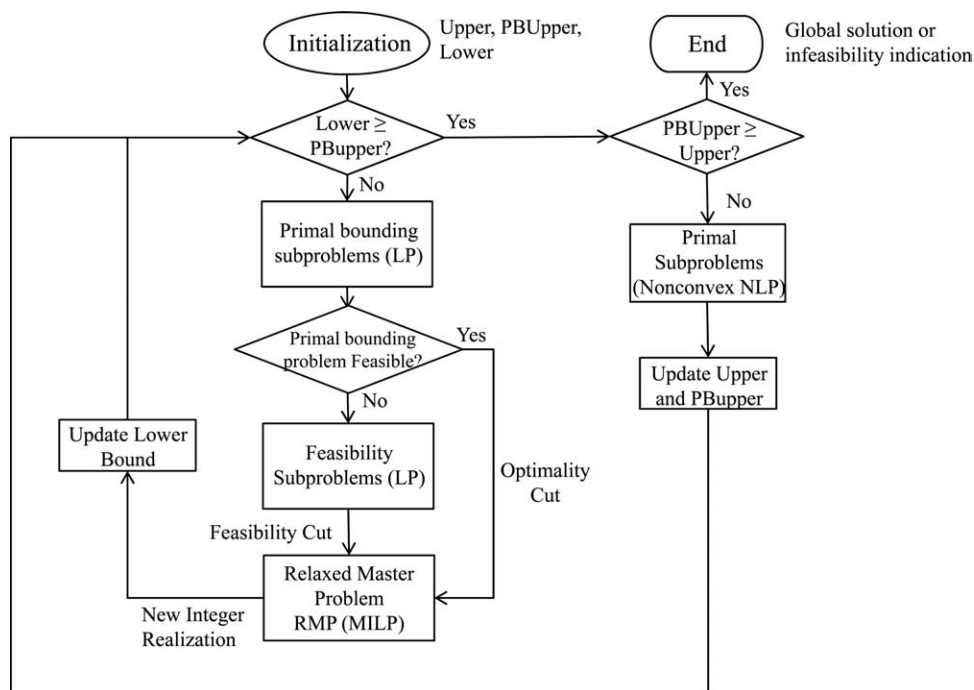 Initialization
Upper, PBUpper,
Lower
End
Global solution or
infeasibility indication
Yes
Lower ≥
PBupper?
Yes
PBUpper ≥
Upper?
No
No
Primal bounding
subproblems (LP)
Primal
Subproblems
(Nonconvex NLP)
Primal bounding
problem Feasible?
Yes
Update Upper
and PBupper
No
Update Lower
Bound
Feasibility
Subproblems (LP)
Optimality
Cut
Feasibility Cut
Relaxed Master
Problem
RMP (MILP)
New Integer
Realization